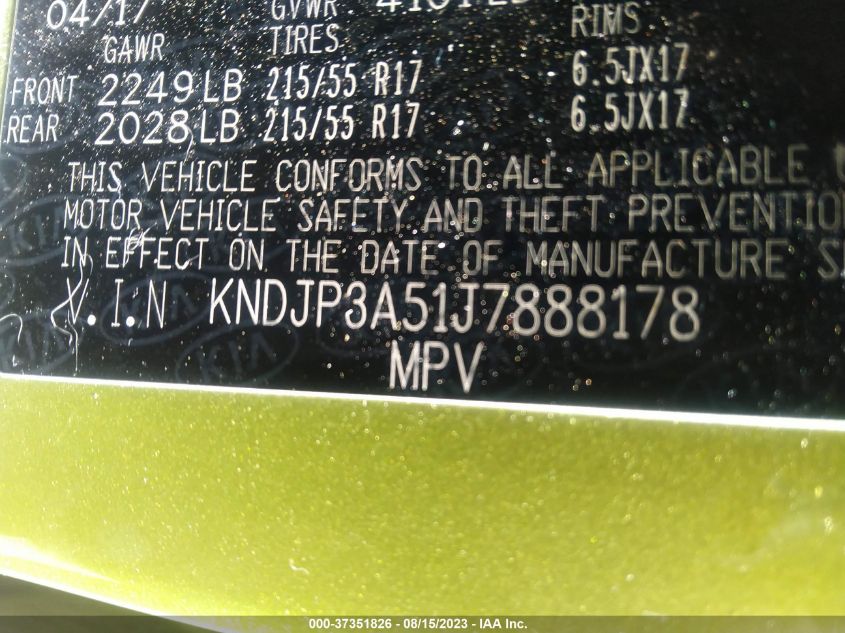 04/17 GVWR
GAWR TIRES RIMS
FRONT 2249LB 215/55 R17 6.5JX17
REAR 2028LB 215/55 R17 6.5JX17
THIS VEHICLE CONFORMS TO ALL APPLICABLE
MOTOR VEHICLE SAFETY AND THEFT PREVENTION
IN EFFECT ON THE DATE OF MANUFACTURE
V.I.N KNDJP3A51J7888178
MPV
KIA
000-37351826 - 08/15/2023 - IAA Inc.